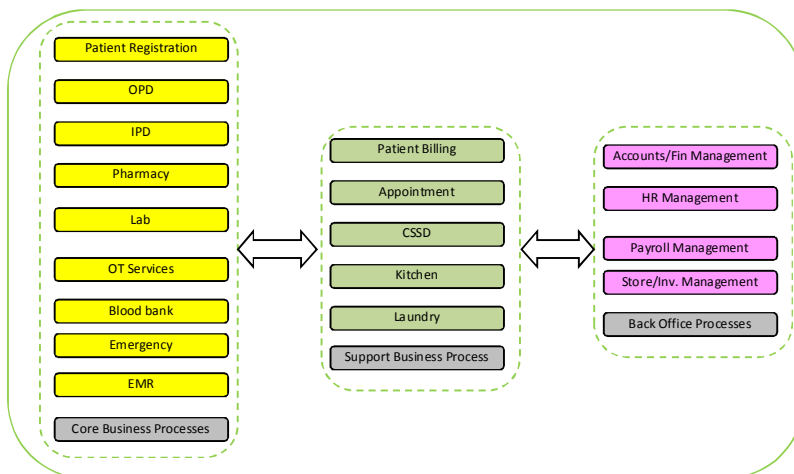 Patient Registration
OPD
IPD
Pharmacy
Lab
OT Services
Blood bank
Emergency
EMR
Core Business Processes
Patient Billing
Appointment
CSSD
Kitchen
Laundry
Support Business Process
Accounts/Fin Management
HR Management
Payroll Management
Store/Inv. Management
Back Office Processes